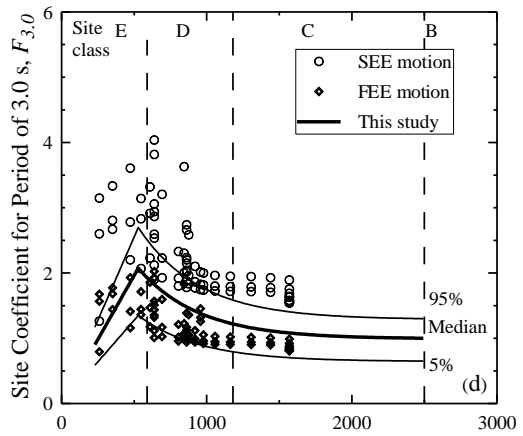 Site Coefficient for Period of 3.0 s, F3.0
6
4
2
0
Site class
E
D
C
B
SEE motion
FEE motion
This study
95%
Median
5%
(d)
0
1000
2000
2500
3000